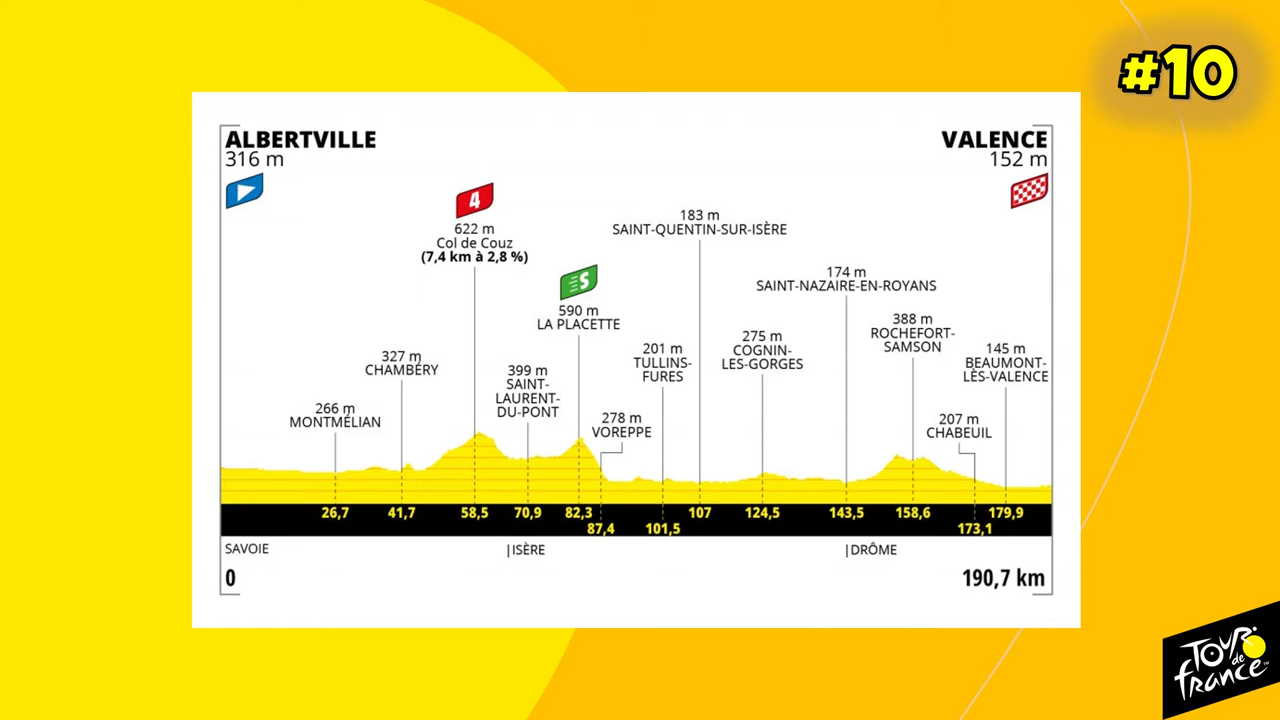 #10
ALBERTVILLE
316 m
VALENCE
152 m
4
622 m
Col de Couz
(7,4 km à 2,8 %)
183 m
SAINT-QUENTIN-SUR-ISÈRE
S
590 m
LA PLACETTE
174 m
SAINT-NAZAIRE-EN-ROYANS
388 m
ROCHEFORT-
SAMSON
327 m
CHAMBÉRY
399 m
SAINT-
LAURENT-
DU-PONT
201 m
TULLINS-
FURES
275 m
COGNIN-
LES-GORGES
145 m
BEAUMONT-
LÈS-VALENCE
266 m
MONTMÉLIAN
278 m
VOREPPE
207 m
CHABEUIL
26,7 41,7 58,5 70,9 82,3 107 124,5 143,5 158,6 179,9
87,4 101,5 173,1
SAVOIE |ISÈRE |DRÔME
0 190,7 km
TOUR
de
france™